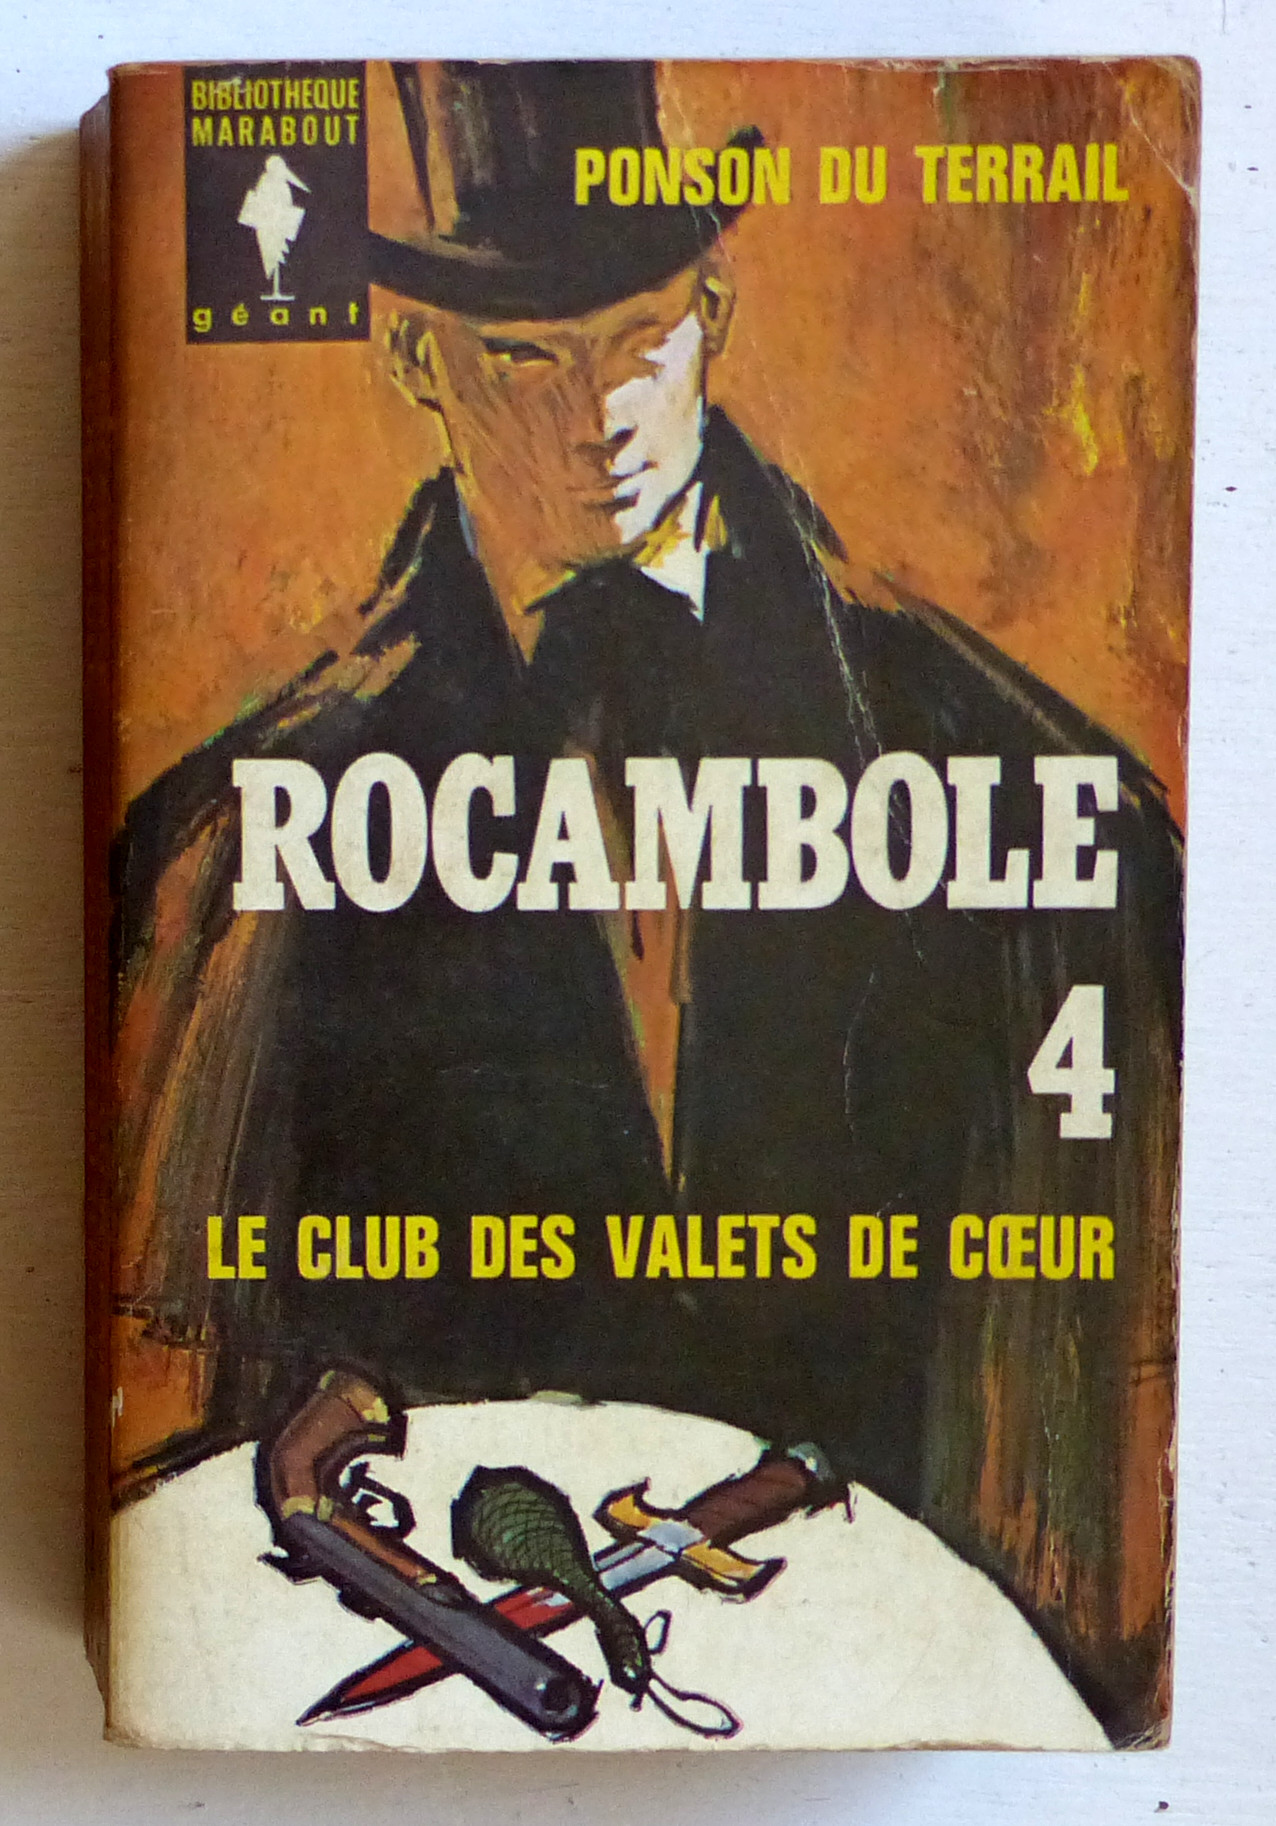 BIBLIOTHEQUE
MARABOUT
géant
PONSON DU TERRAIL
ROCAMBOLE
4
LE CLUB DES VALETS DE CŒUR